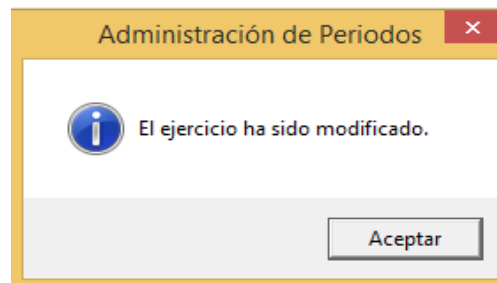 Administración de Periodos
El ejercicio ha sido modificado.
Aceptar